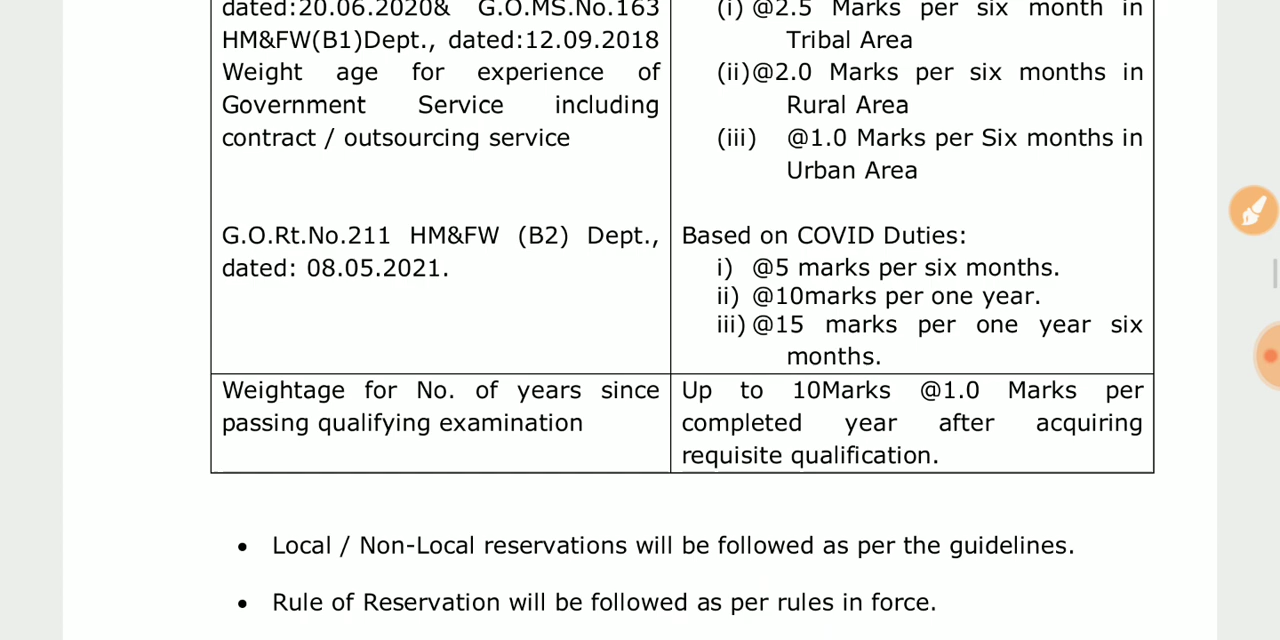 dated:20.06.2020& G.O.MS.No.163
HM&FW(B1)Dept., dated:12.09.2018
Weight age for experience of
Government Service including
contract / outsourcing service
G.O.Rt.No.211 HM&FW (B2) Dept.,
dated: 08.05.2021.
(i) @2.5 Marks per six month in
Tribal Area
(ii)@2.0 Marks per six months in
Rural Area
(iii) @1.0 Marks per Six months in
Urban Area
Based on COVID Duties:
i) @5 marks per six months.
ii) @10marks per one year.
iii) @15 marks per one year six
months.
Weightage for No. of years since
passing qualifying examination
Up to 10Marks @1.0 Marks per
completed year after acquiring
requisite qualification.
• Local / Non-Local reservations will be followed as per the guidelines.
• Rule of Reservation will be followed as per rules in force.